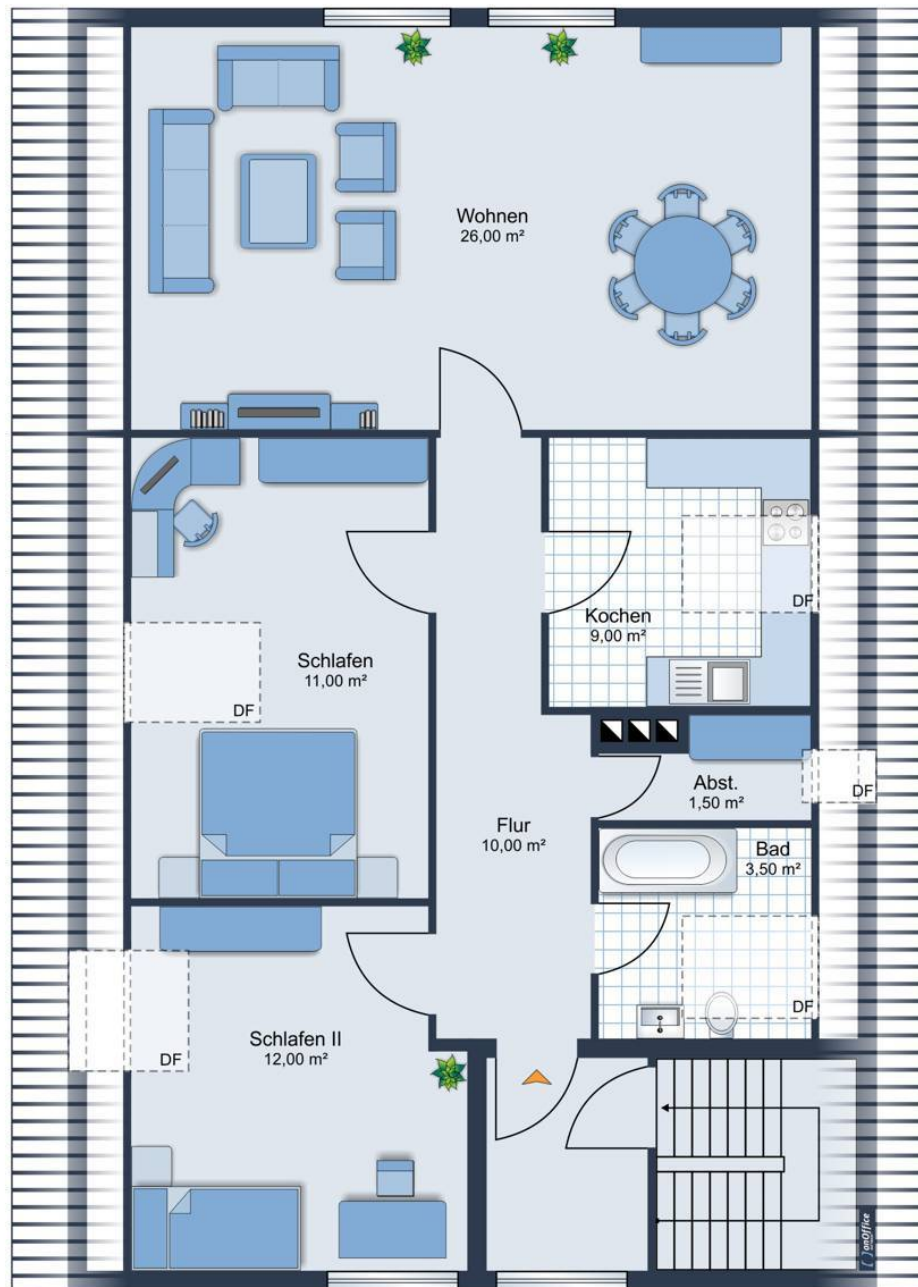 Wohnen
26,00 m²
Kochen
9,00 m²
DF
Schlafen
11,00 m²
DF
Abst.
1,50 m²
DF
Flur
10,00 m²
Bad
3,50 m²
DF
Schlafen II
12,00 m²
DF
onOffice